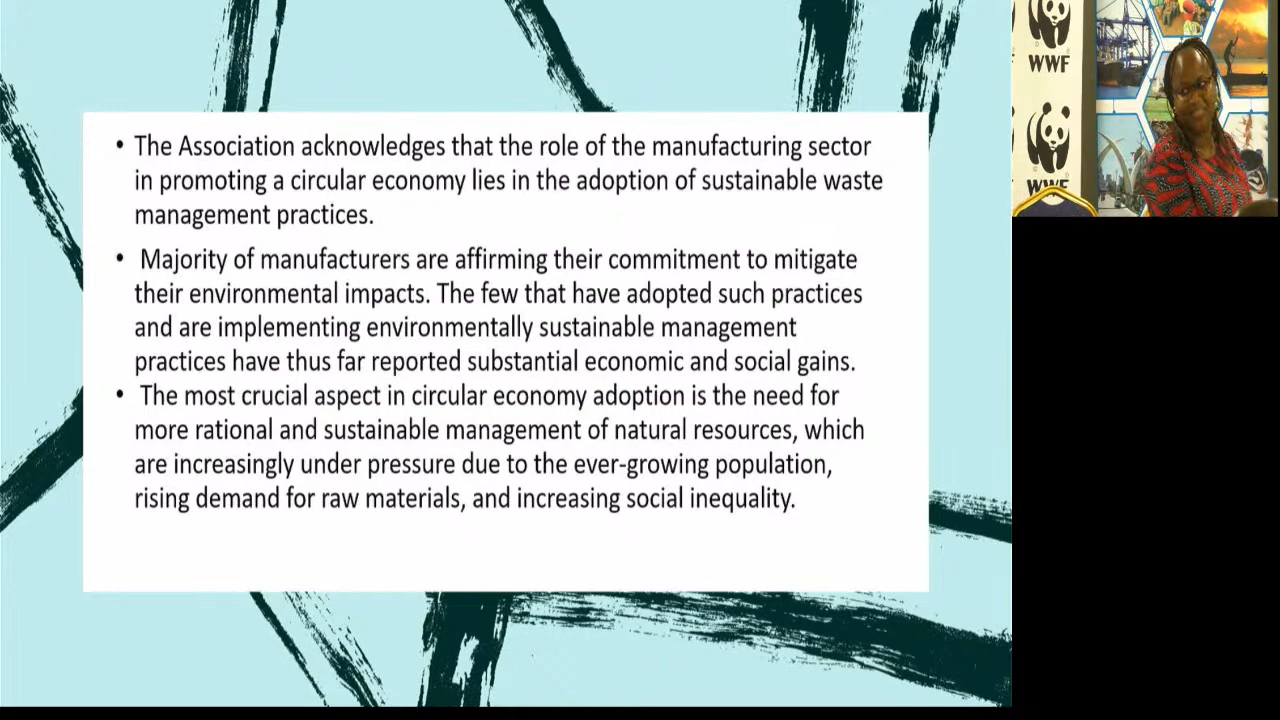 • The Association acknowledges that the role of the manufacturing sector
in promoting a circular economy lies in the adoption of sustainable waste
management practices.
• Majority of manufacturers are affirming their commitment to mitigate
their environmental impacts. The few that have adopted such practices
and are implementing environmentally sustainable management
practices have thus far reported substantial economic and social gains.
• The most crucial aspect in circular economy adoption is the need for
more rational and sustainable management of natural resources, which
are increasingly under pressure due to the ever-growing population,
rising demand for raw materials, and increasing social inequality.
WWF
WWF